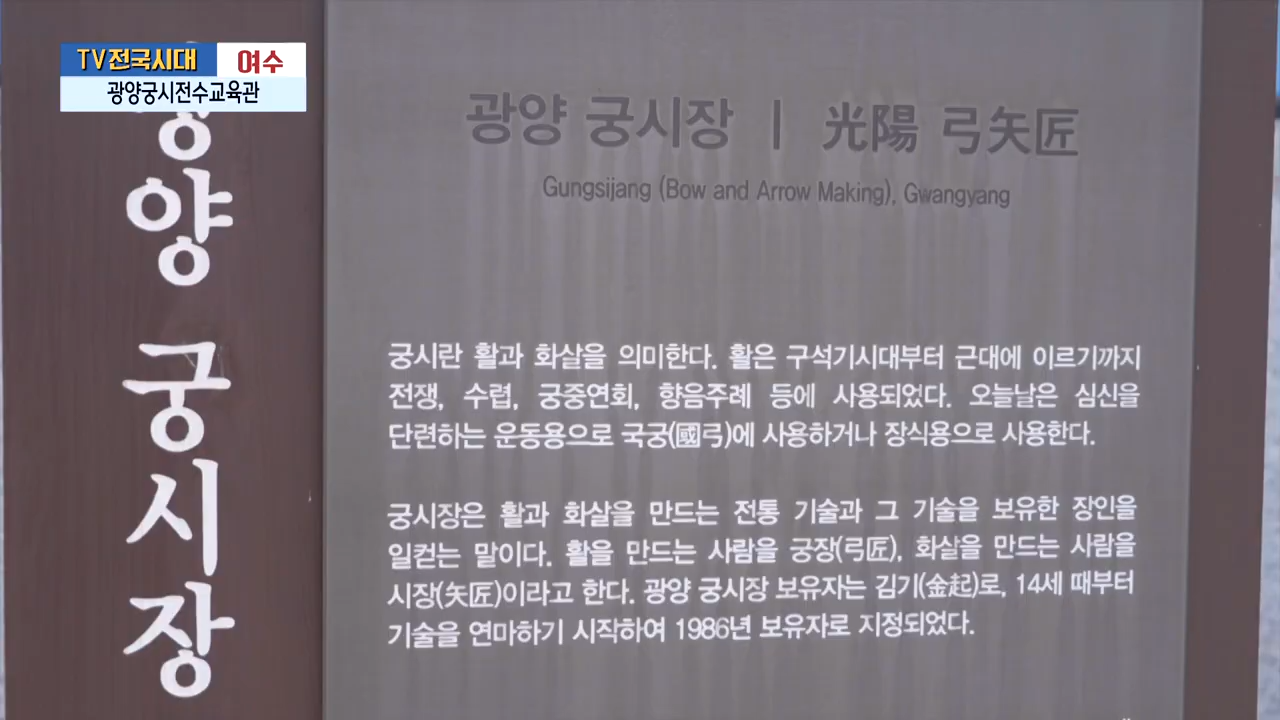 TV전국시대 여수
광양궁시전수교육관
양
궁
시
장
광양 궁시장 | 光陽 弓矢匠
Gungsijang (Bow and Arrow Making), Gwangyang
궁시란 활과 화살을 의미한다. 활은 구석기시대부터 근대에 이르기까지
전쟁, 수렵, 궁중연회, 향음주례 등에 사용되었다. 오늘날은 심신을
단련하는 운동용으로 국궁(國弓)에 사용하거나 장식용으로 사용한다.
궁시장은 활과 화살을 만드는 전통 기술과 그 기술을 보유한 장인을
일컫는 말이다. 활을 만드는 사람을 궁장(弓匠), 화살을 만드는 사람을
시장(矢匠)이라고 한다. 광양 궁시장 보유자는 김기(金起)로, 14세 때부터
기술을 연마하기 시작하여 1986년 보유자로 지정되었다.